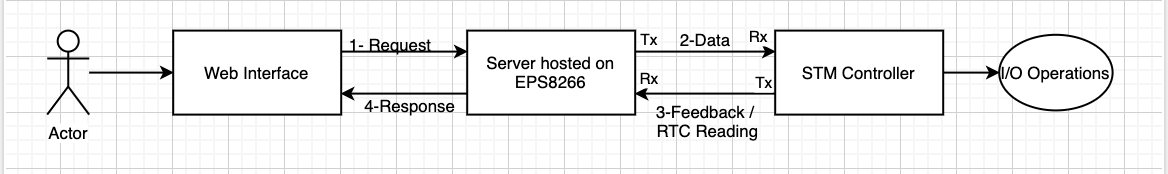 Actor
Web Interface
1- Request
4-Response
Server hosted on
EPS8266
Tx
2-Data
Rx
Rx
Tx
3-Feedback /
RTC Reading
STM Controller
I/O Operations